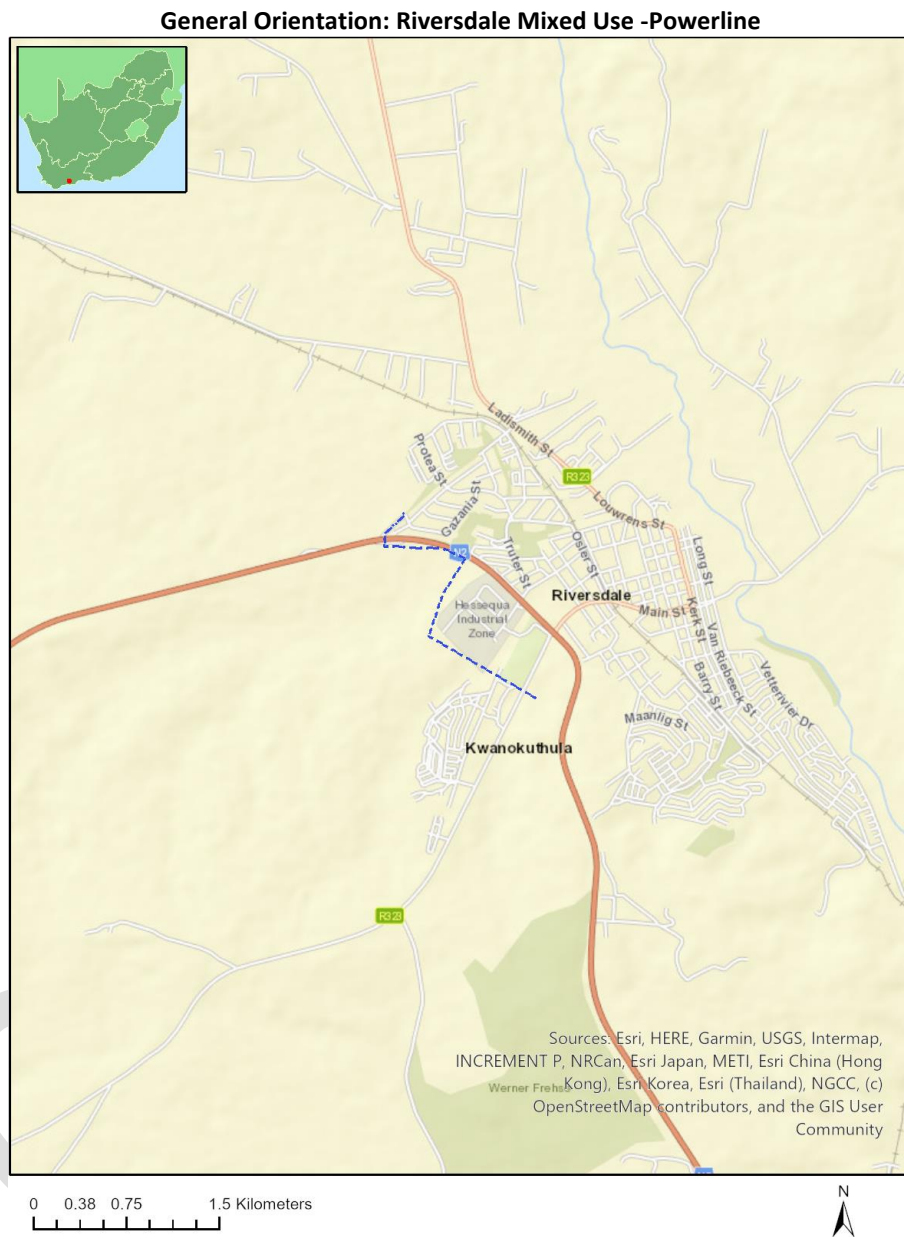 General Orientation: Riversdale Mixed Use -Powerline
Protea St
Ladismith St
R323
Gazania St
Louwrens St
N2
Trufer St
Osler St
Long St
Riversdale
Hessequa
Industrial
Zone
Main St
Kerk St
Van Riebeeck St
Barry St
Vetterivier Dr
Maanlig St
Kwanokuthula
R323
Sources: Esri, HERE, Garmin, USGS, Intermap,
INCREMENT P, NRCan, Esri Japan, METI, Esri China (Hong
Werner Frehse
Kong), Esri Korea, Esri (Thailand), NGCC, (c)
OpenStreetMap contributors, and the GIS User
Community
0 0.38 0.75 1.5 Kilometers
N